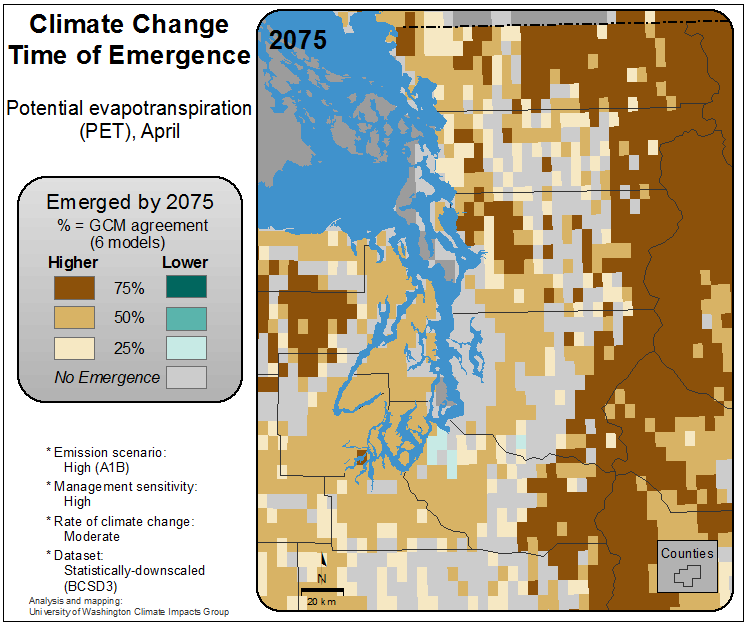 Climate Change
Time of Emergence
Potential evapotranspiration
(PET), April
Emerged by 2075
% = GCM agreement
(6 models)
Higher Lower
75%
50%
25%
No Emergence
* Emission scenario:
High (A1B)
* Management sensitivity:
High
* Rate of climate change:
Moderate
* Dataset:
Statistically-downscaled
(BCSD3)
Analysis and mapping:
University of Washington Climate Impacts Group
2075
N
20 km
Counties